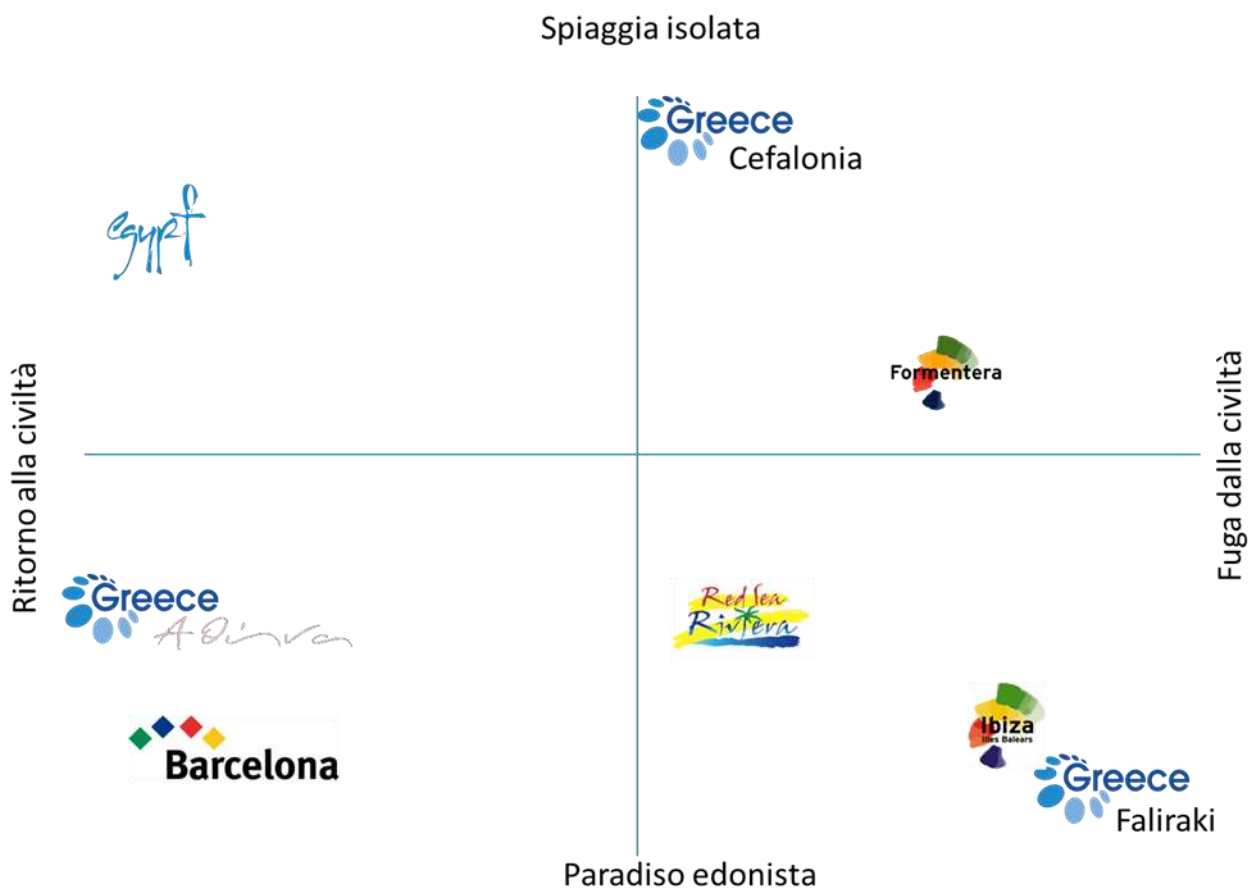 Spiaggia isolata
Greece
Cefalonia
egypt
Formentera
Ritorno alla civiltà
Fuga dalla civiltà
Greece
Αθήνα
Red Sea
Riviera
Ibiza
Illes Balears
Barcelona
Greece
Faliraki
Paradiso edonista